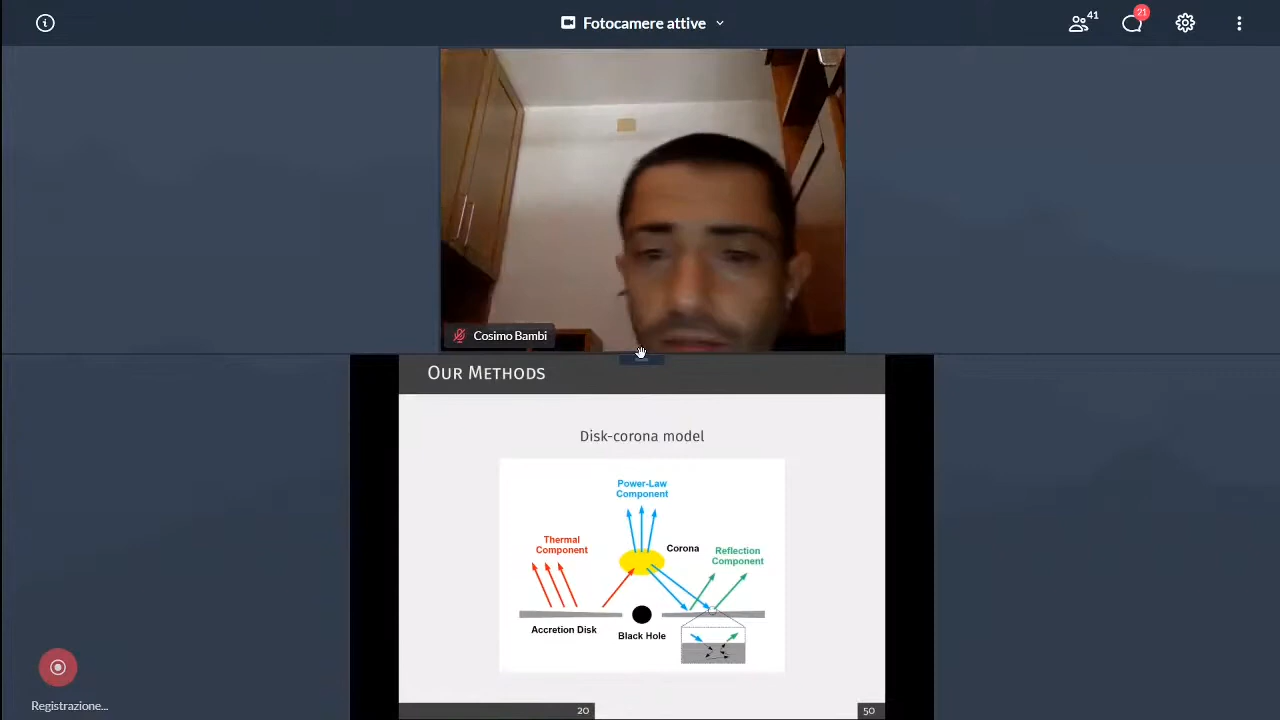 Fotocamere attive
41
21
Cosimo Bambi
Our Methods
Disk-corona model
Power-Law
Component
Thermal
Component
Corona
Reflection
Component
Accretion Disk
Black Hole
Registrazione...
20
50